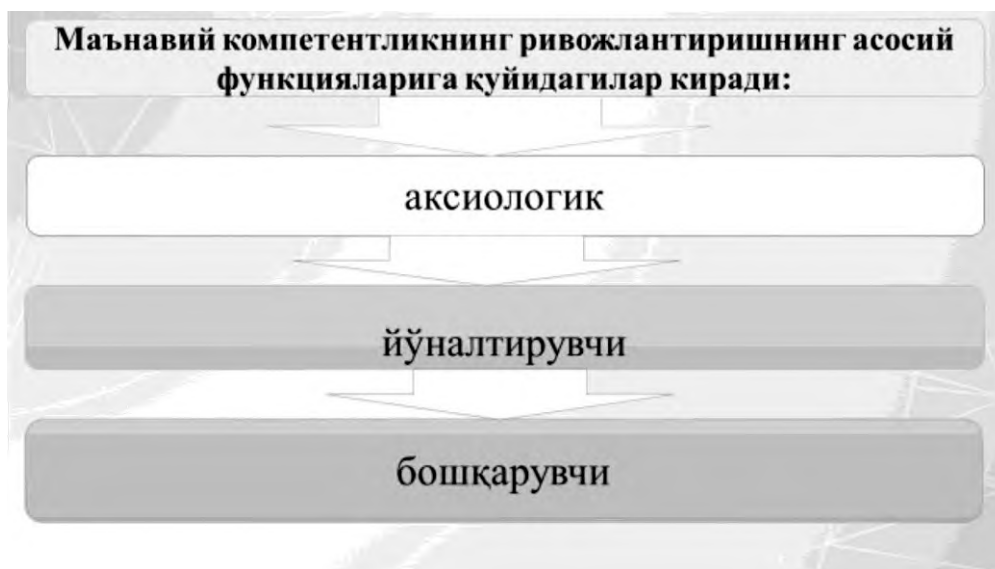 Маънавий компетентликнинг ривожлантиришнинг асосий
функцияларига қуйидагилар киради:
аксиологик
йўналтирувчи
бошқарувчи